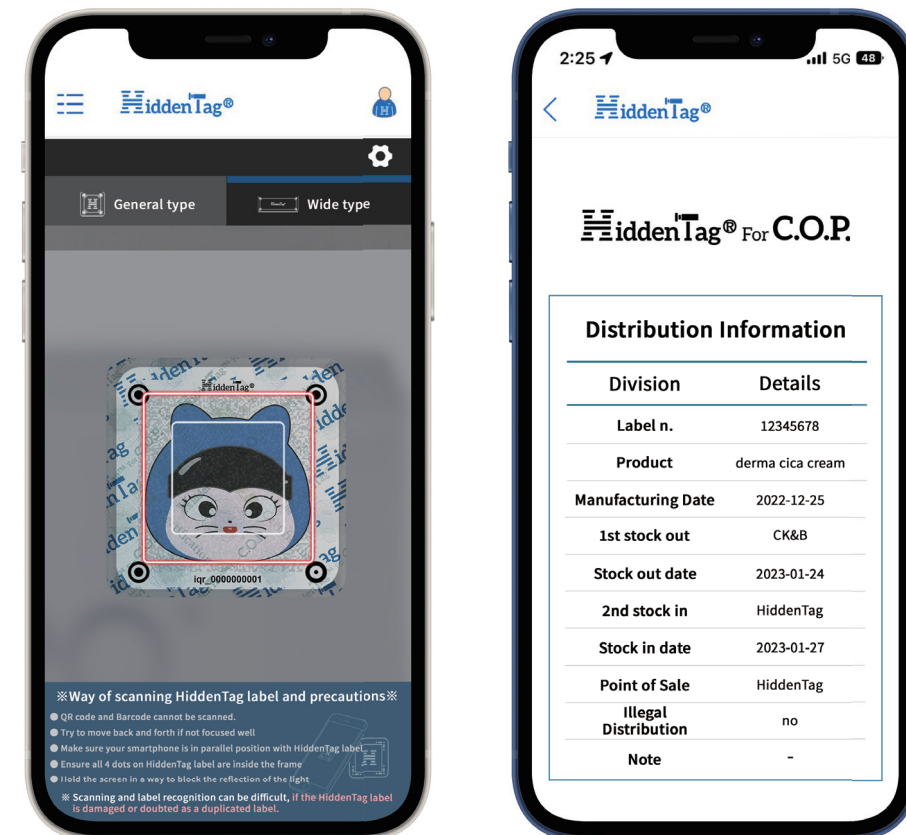 HiddenTag®
H
General type
Wide type
HiddenTag®
iqr_0000000001
※Way of scanning HiddenTag label and precautions※
● QR code and Barcode cannot be scanned.
● Try to move back and forth if not focused well
● Make sure your smartphone is in parallel position with HiddenTag label
● Ensure all 4 dots on HiddenTag label are inside the frame
● Hold the screen in a way to block the reflection of the light
※ Scanning and label recognition can be difficult, if the HiddenTag label
is damaged or doubted as a duplicated label.
2:25
5G 48
HiddenTag®
HiddenTag® For C.O.P.
Distribution Information
Division Details
Label n. 12345678
Product derma cica cream
Manufacturing Date 2022-12-25
1st stock out CK&B
Stock out date 2023-01-24
2nd stock in HiddenTag
Stock in date 2023-01-27
Point of Sale HiddenTag
Illegal
Distribution no
Note -